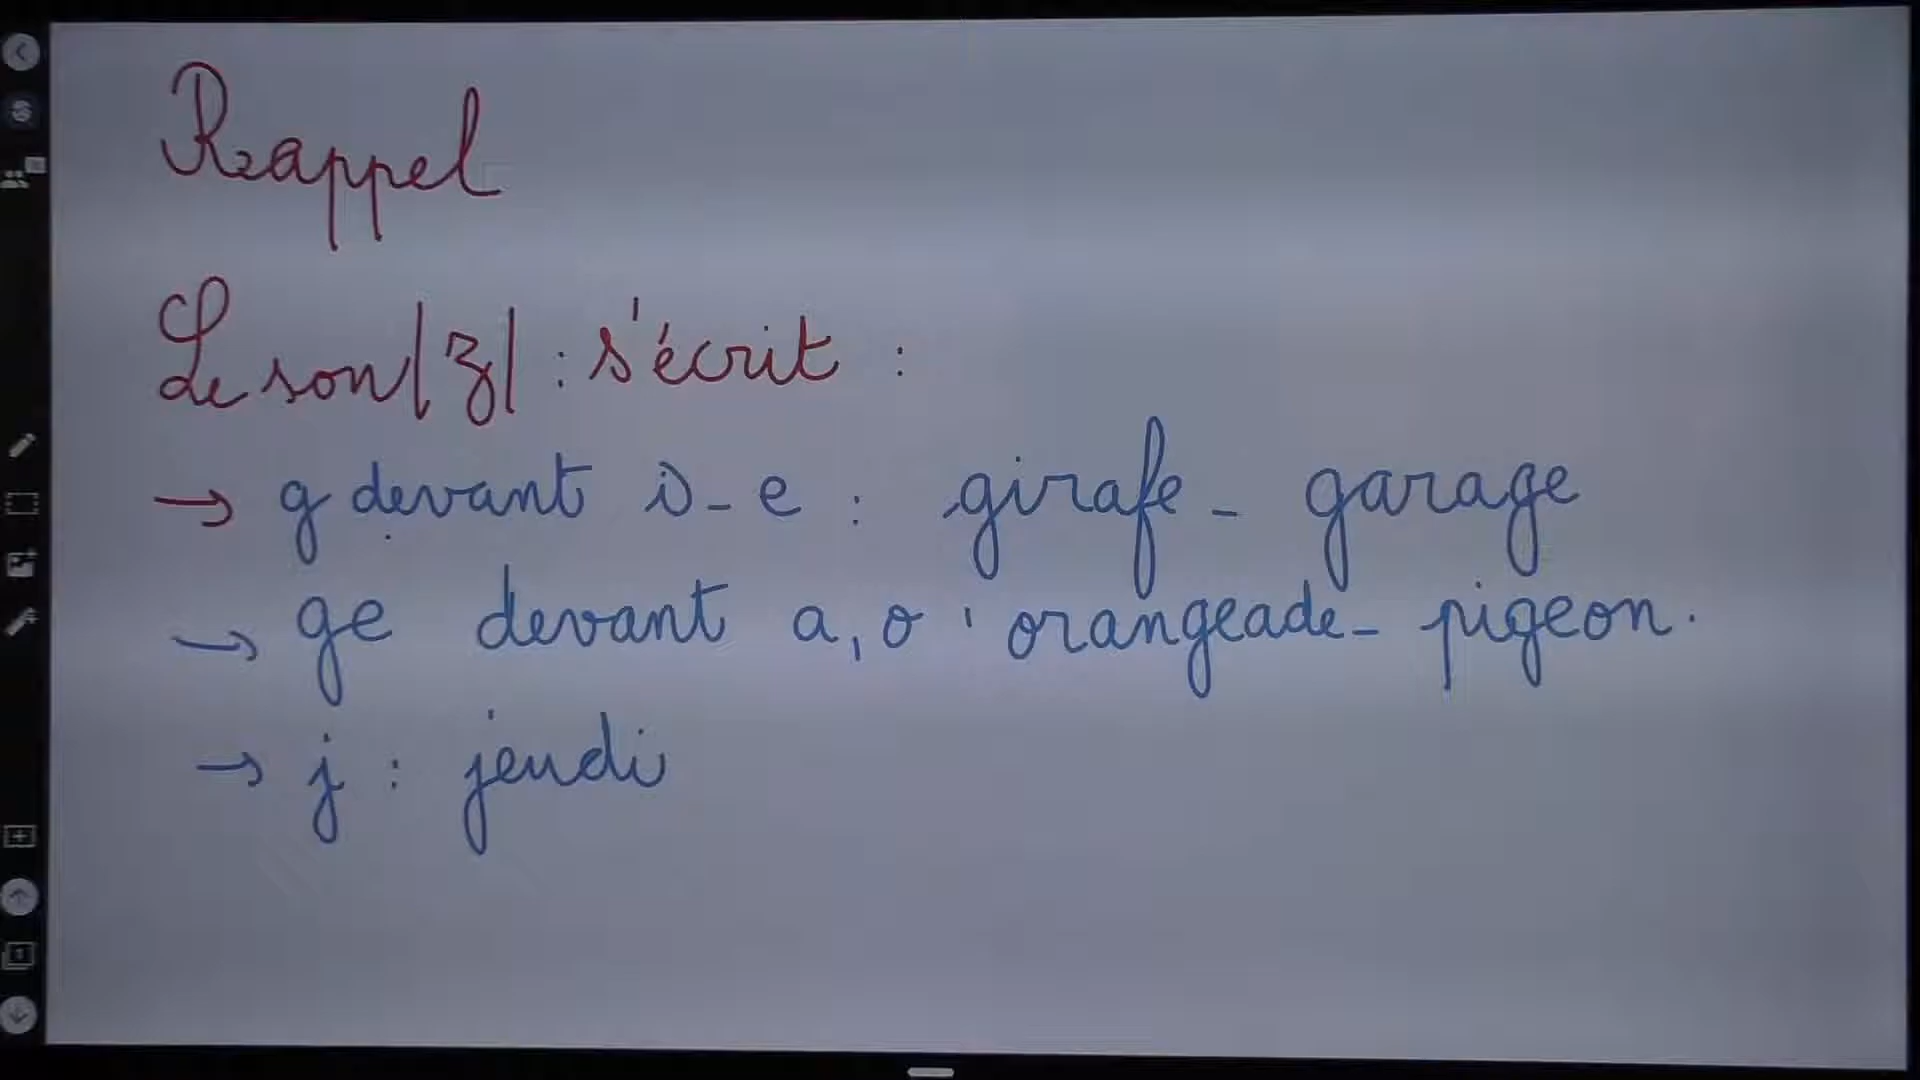 Rappel
Le son |ʒ| : s'écrit :
→ g devant i - e : girafe - garage
→ ge devant a, o : orangeade - pigeon.
→ j : jeudi